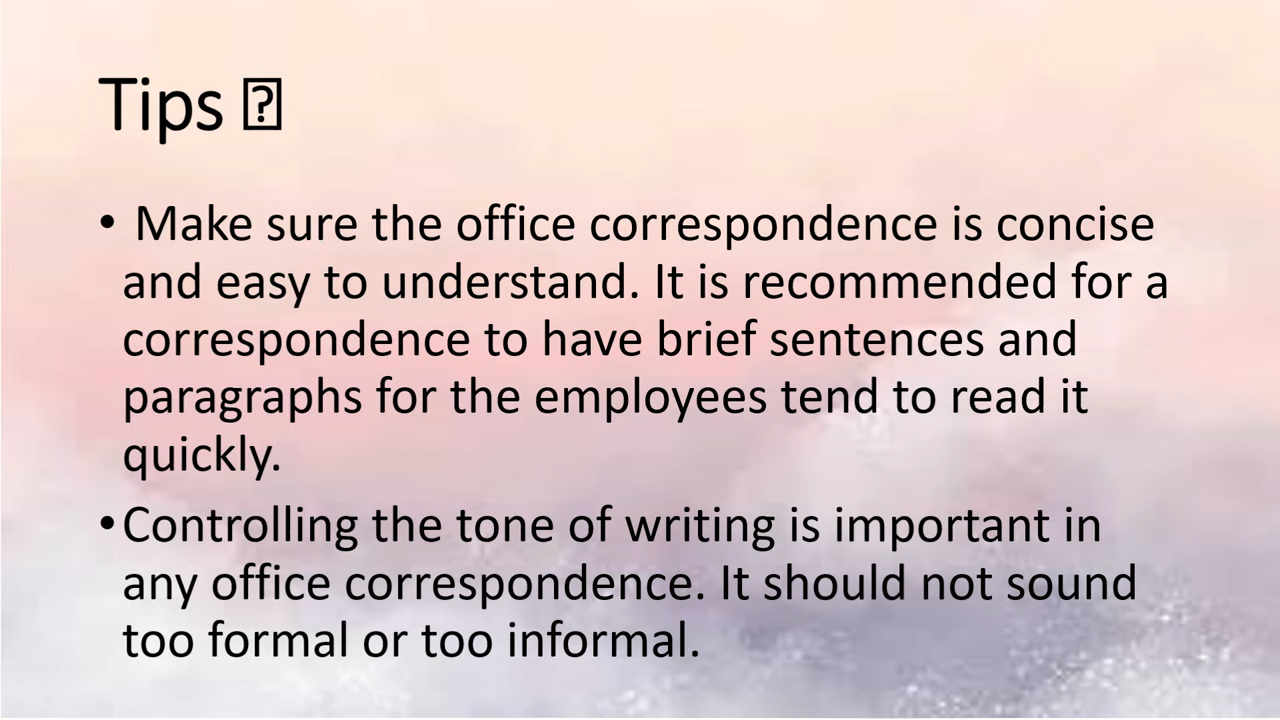 Tips
• Make sure the office correspondence is concise
and easy to understand. It is recommended for a
correspondence to have brief sentences and
paragraphs for the employees tend to read it
quickly.
• Controlling the tone of writing is important in
any office correspondence. It should not sound
too formal or too informal.